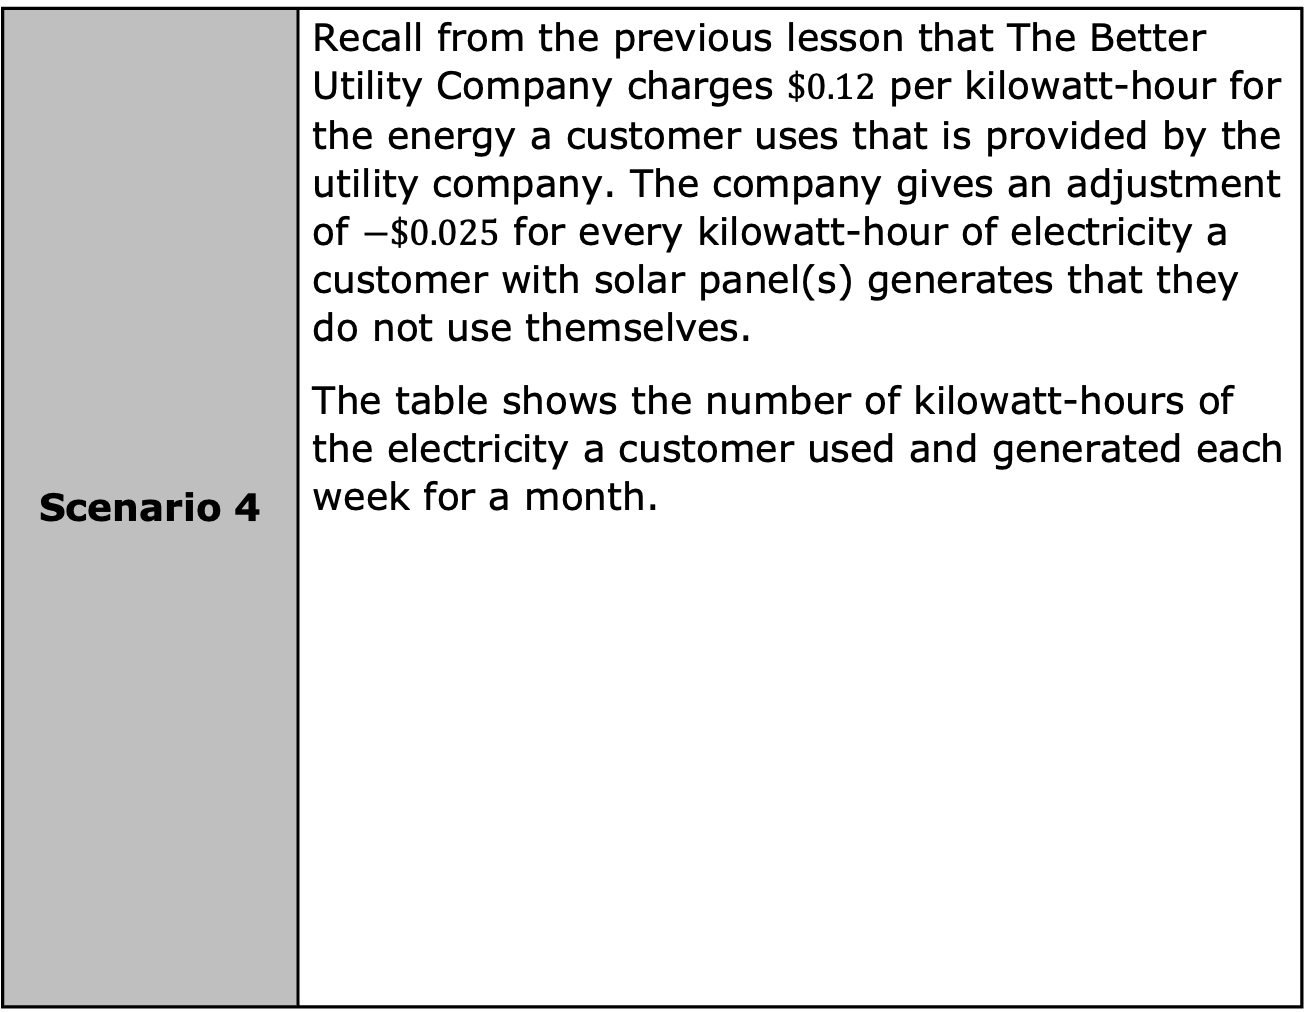 Scenario 4
Recall from the previous lesson that The Better
Utility Company charges $0.12 per kilowatt-hour for
the energy a customer uses that is provided by the
utility company. The company gives an adjustment
of −$0.025 for every kilowatt-hour of electricity a
customer with solar panel(s) generates that they
do not use themselves.
The table shows the number of kilowatt-hours of
the electricity a customer used and generated each
week for a month.